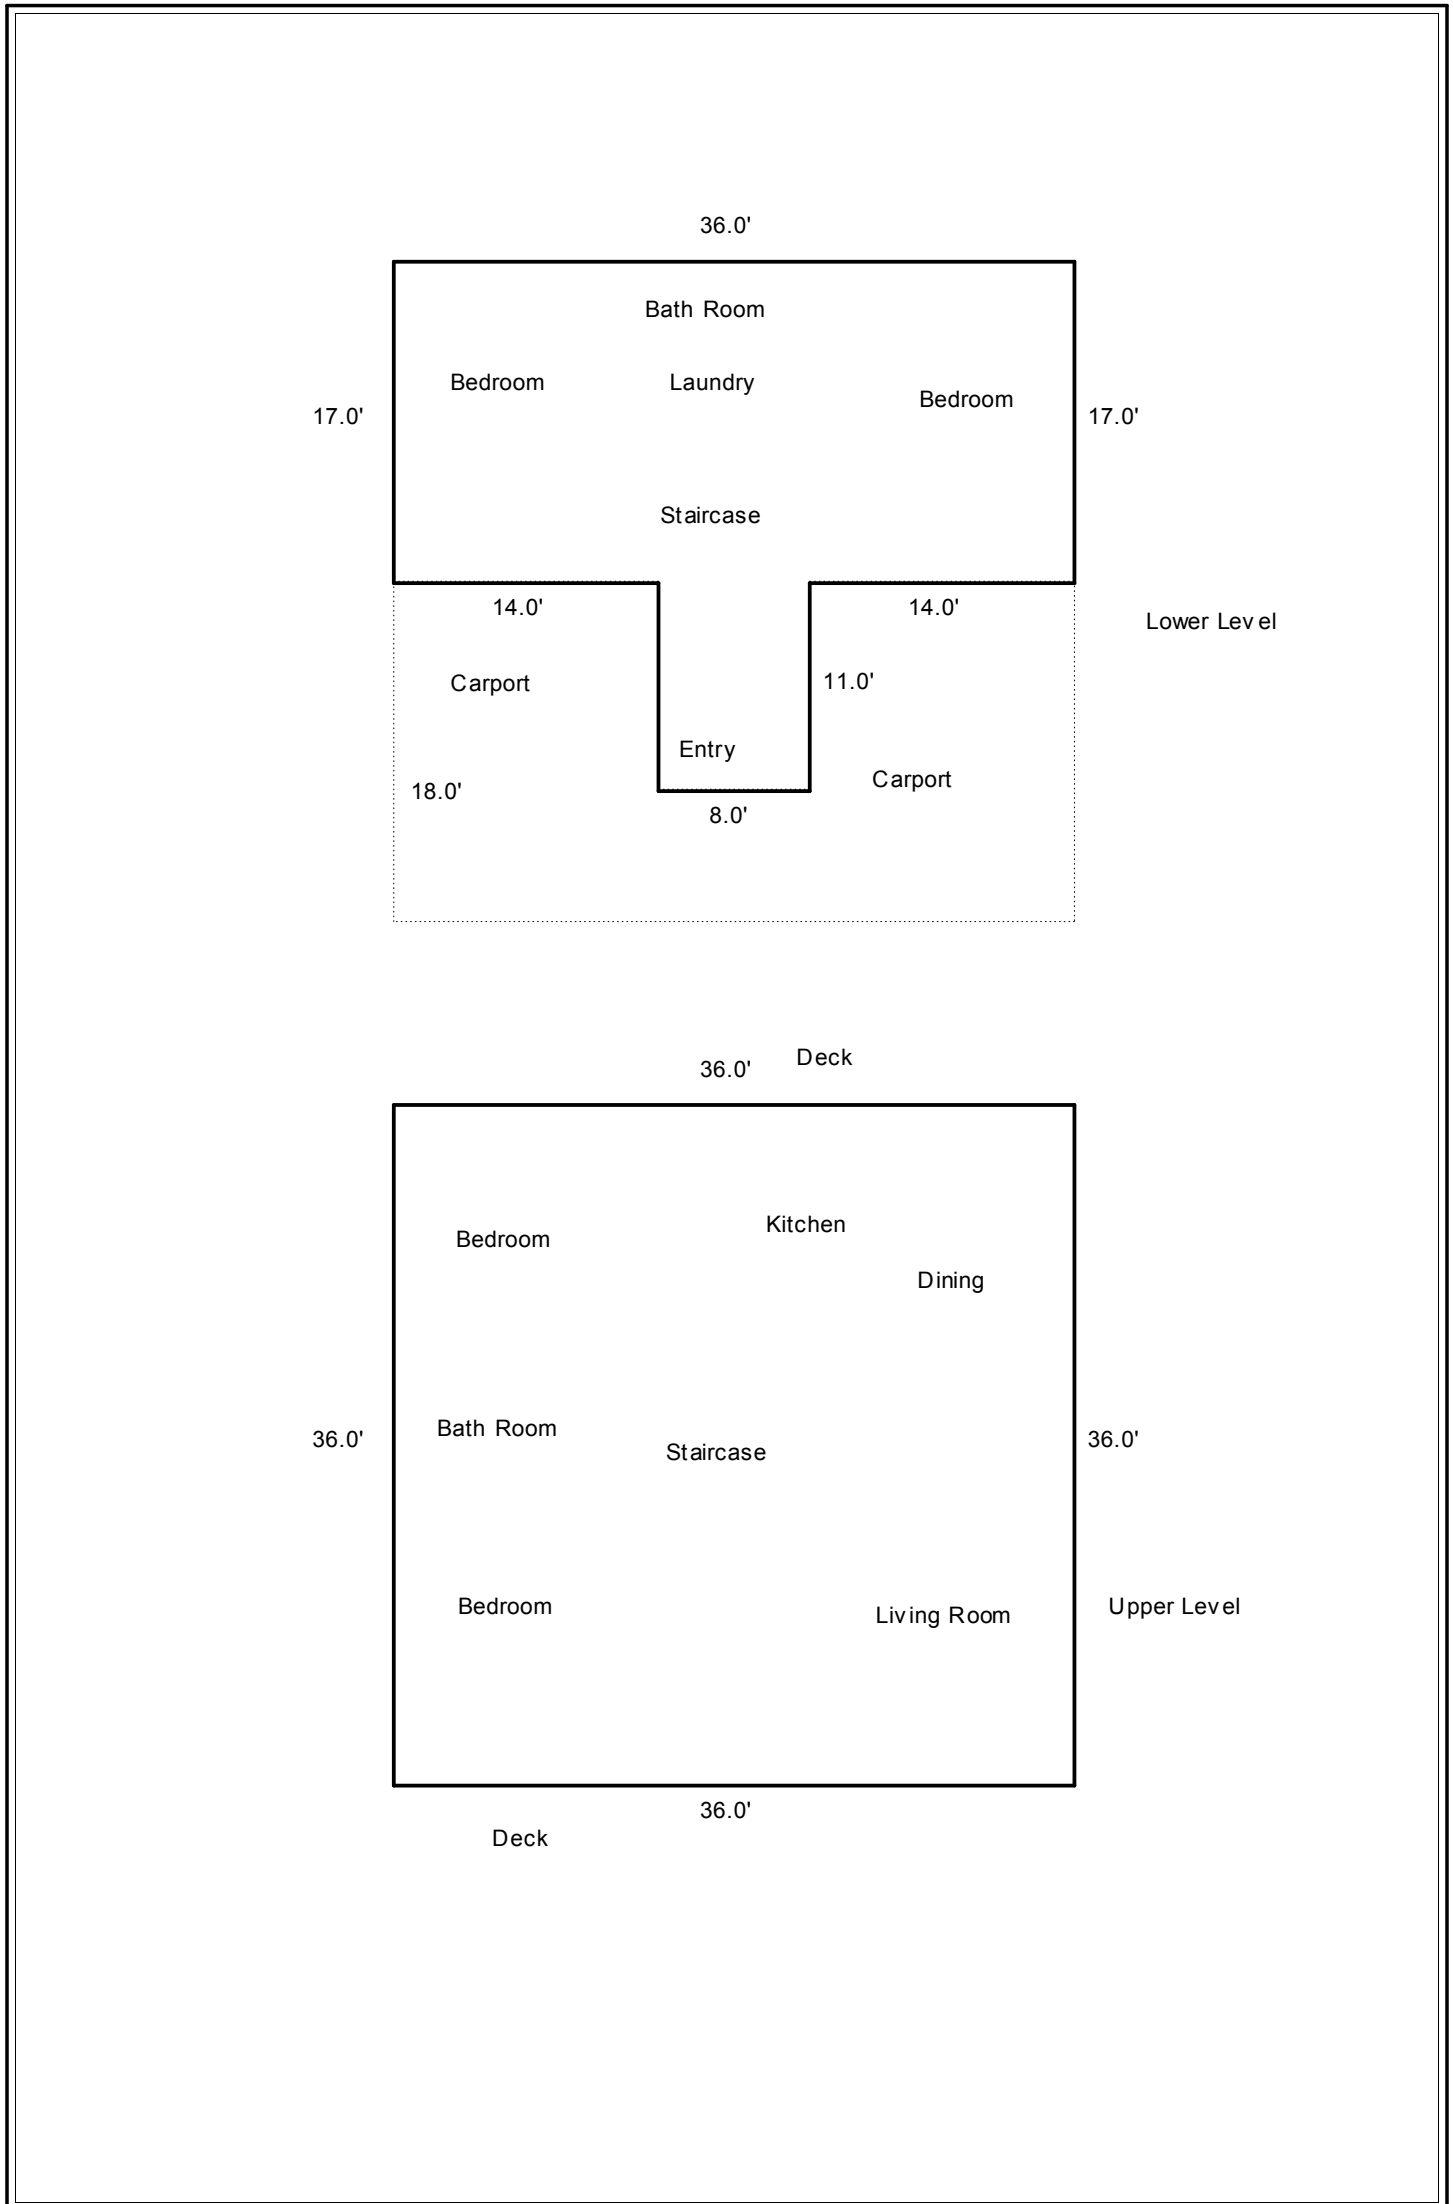 36.0'
Bath Room
Bedroom
Laundry
Bedroom
17.0'
17.0'
Staircase
14.0'
14.0'
Lower Level
Carport
11.0'
Entry
Carport
18.0'
8.0'
36.0'
Deck
Kitchen
Bedroom
Dining
36.0'
Bath Room
Staircase
36.0'
Bedroom
Living Room
Upper Level
36.0'
Deck